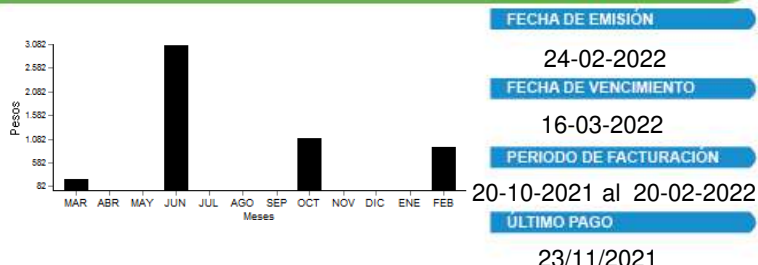 3.082
2.582
2.082
1.582
1.082
582
82
Pesos
MAR ABR MAY JUN JUL AGO SEP OCT NOV DIC ENE FEB
Meses
FECHA DE EMISIÓN
24-02-2022
FECHA DE VENCIMIENTO
16-03-2022
PERIODO DE FACTURACIÓN
20-10-2021 al 20-02-2022
ÚLTIMO PAGO
23/11/2021